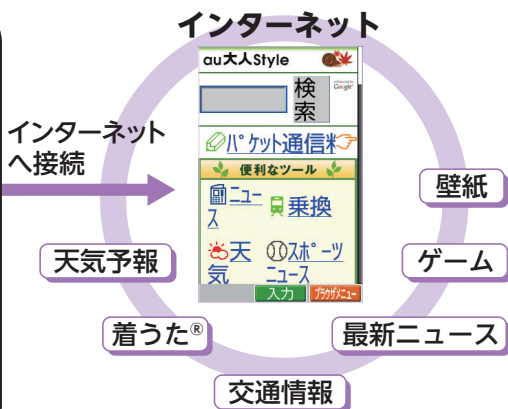 インターネット
au大人Style
検
索
enhanced by
Google
インターネット
へ接続
パケット通信料
便利なツール
ニュー
ス
乗換
天
気
スポーツ
ニュース
入力
ブラウザメニュー
壁紙
天気予報
ゲーム
着うた®
最新ニュース
交通情報